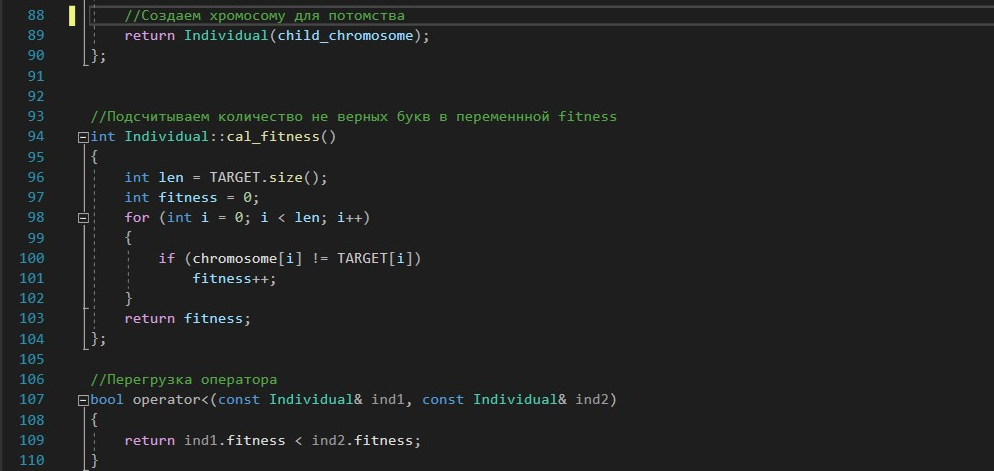 88 //Создаем хромосому для потомства
89 return Individual(child_chromosome);
90 };
91
92
93 //Подсчитываем количество не верных букв в переменнной fitness
94 int Individual::cal_fitness()
95 {
96 int len = TARGET.size();
97 int fitness = 0;
98 for (int i = 0; i < len; i++)
99 {
100 if (chromosome[i] != TARGET[i])
101 fitness++;
102 }
103 return fitness;
104 };
105
106 //Перегрузка оператора
107 bool operator<(const Individual& ind1, const Individual& ind2)
108 {
109 return ind1.fitness < ind2.fitness;
110 }